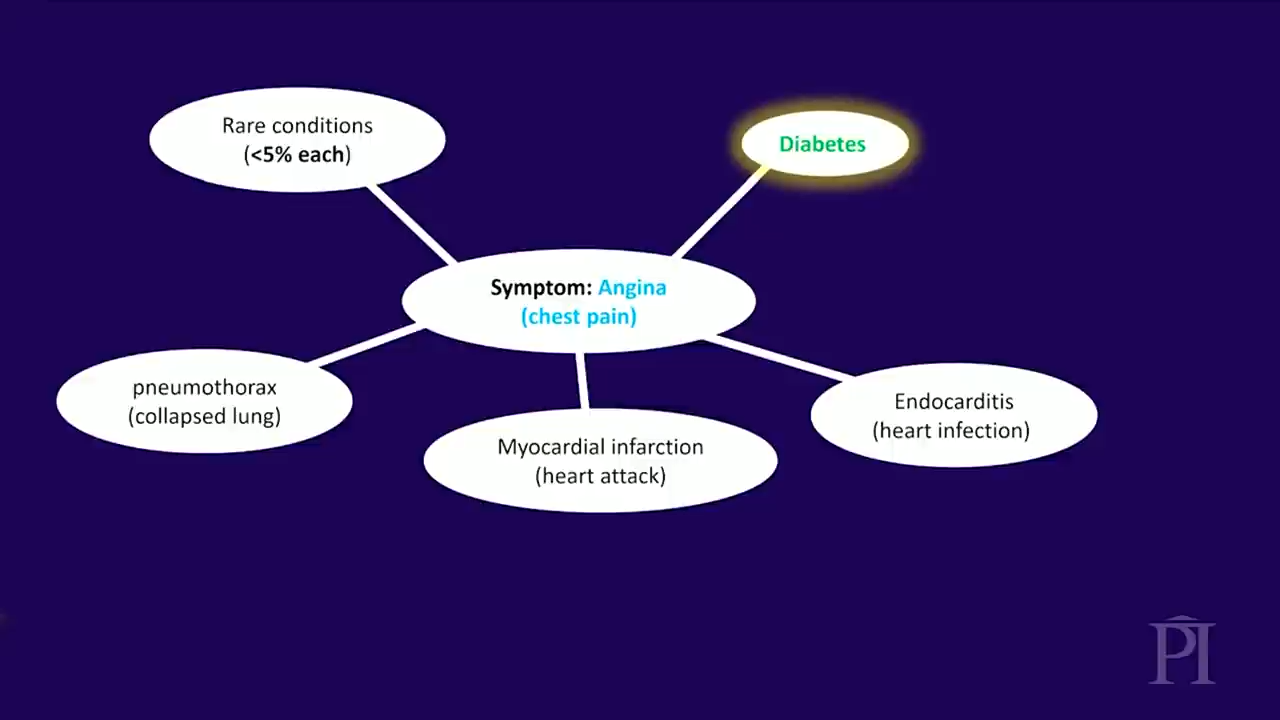 Rare conditions
(<5% each)
Diabetes
Symptom: Angina
(chest pain)
pneumothorax
(collapsed lung)
Myocardial infarction
(heart attack)
Endocarditis
(heart infection)
PI